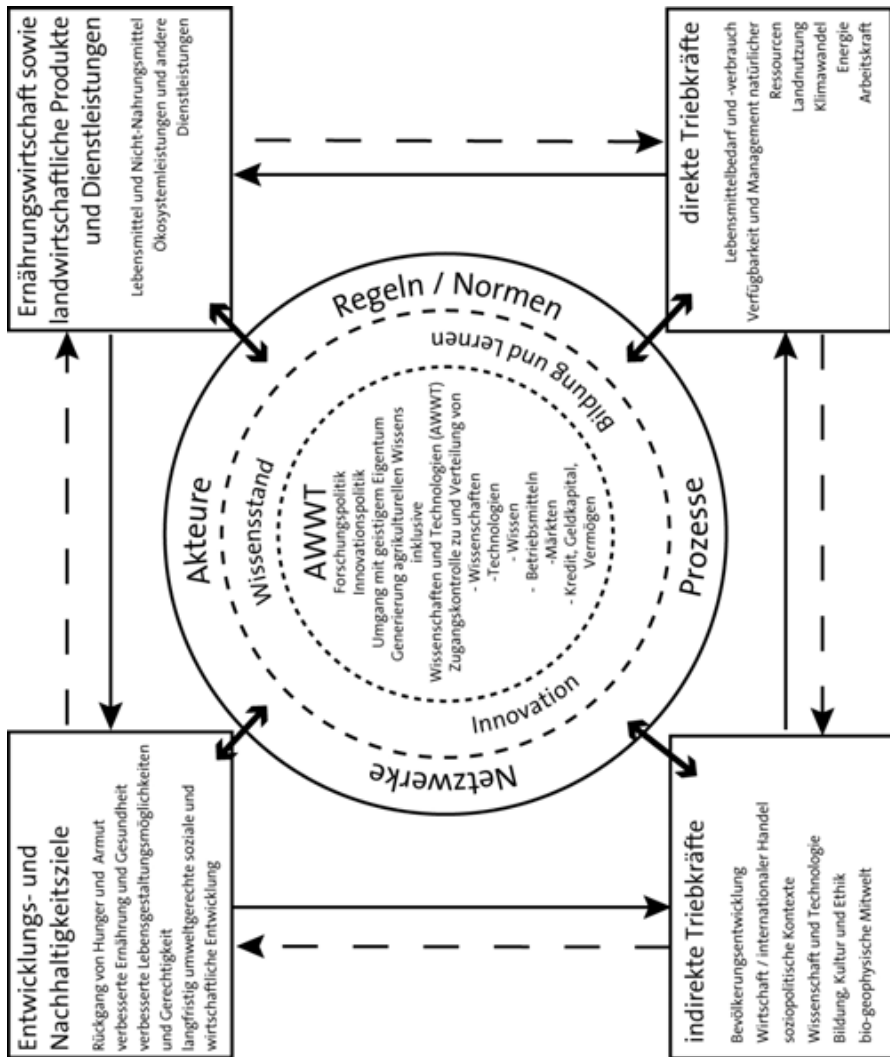 Entwicklungs- und
Nachhaltigkeitsziele
Rückgang von Hunger und Armut
verbesserte Ernährung und Gesundheit
verbesserte Lebensgestaltungsmöglichkeiten
und Gerechtigkeit
langfristig umweltgerechte soziale und
wirtschaftliche Entwicklung
Ernährungswirtschaft sowie
landwirtschaftliche Produkte
und Dienstleistungen
Lebensmittel und Nicht-Nahrungsmittel
Ökosystemleistungen und andere
Dienstleistungen
Akteure
Netzwerke
Regeln / Normen
Prozesse
Wissensstand
Innovation
Bildung und Lernen
AWWT
Forschungspolitik
Innovationspolitik
Umgang mit geistigem Eigentum
Generierung agrikulturellen Wissens
inklusive
Wissenschaften und Technologien (AWWT)
Zugangskontrolle zu und Verteilung von
- Wissenschaften
-Technologien
- Wissen
- Betriebsmitteln
-Märkten
- Kredit, Geldkapital,
Vermögen
indirekte Triebkräfte
Bevölkerungsentwicklung
Wirtschaft / internationaler Handel
soziopolitische Kontexte
Wissenschaft und Technologie
Bildung, Kultur und Ethik
bio-geophysische Mitwelt
direkte Triebkräfte
Lebensmittelbedarf und -verbrauch
Verfügbarkeit und Management natürlicher
Ressourcen
Landnutzung
Klimawandel
Energie
Arbeitskraft